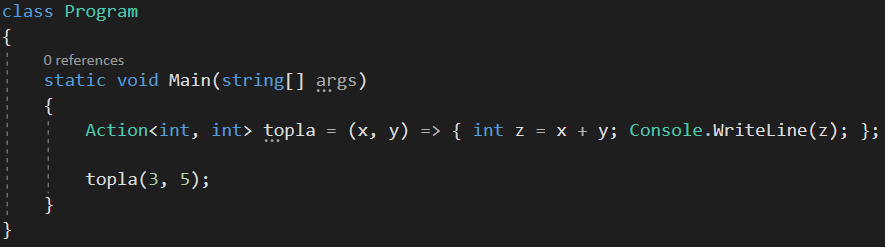 class Program
{
0 references
static void Main(string[] args)
{
Action<int, int> topla = (x, y) => { int z = x + y; Console.WriteLine(z); };
topla(3, 5);
}
}